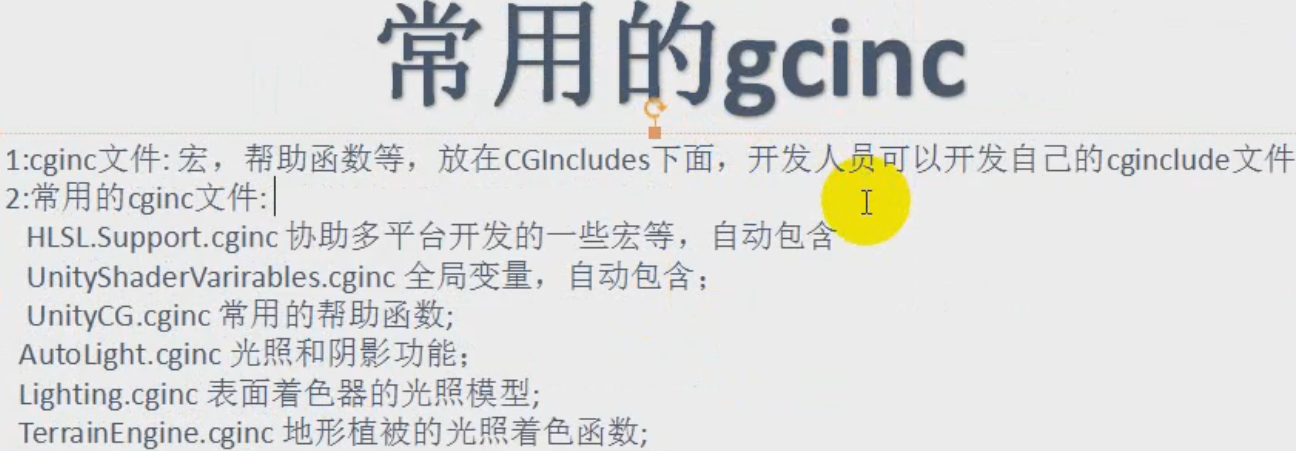 常用的gcinc
1:cginc文件: 宏，帮助函数等，放在CGIncludes下面，开发人员可以开发自己的cginclude文件
2:常用的cginc文件:
HLSL.Support.cginc 协助多平台开发的一些宏等，自动包含
UnityShaderVarirables.cginc 全局变量，自动包含；
UnityCG.cginc 常用的帮助函数;
AutoLight.cginc 光照和阴影功能；
Lighting.cginc 表面着色器的光照模型;
TerrainEngine.cginc 地形植被的光照着色函数;